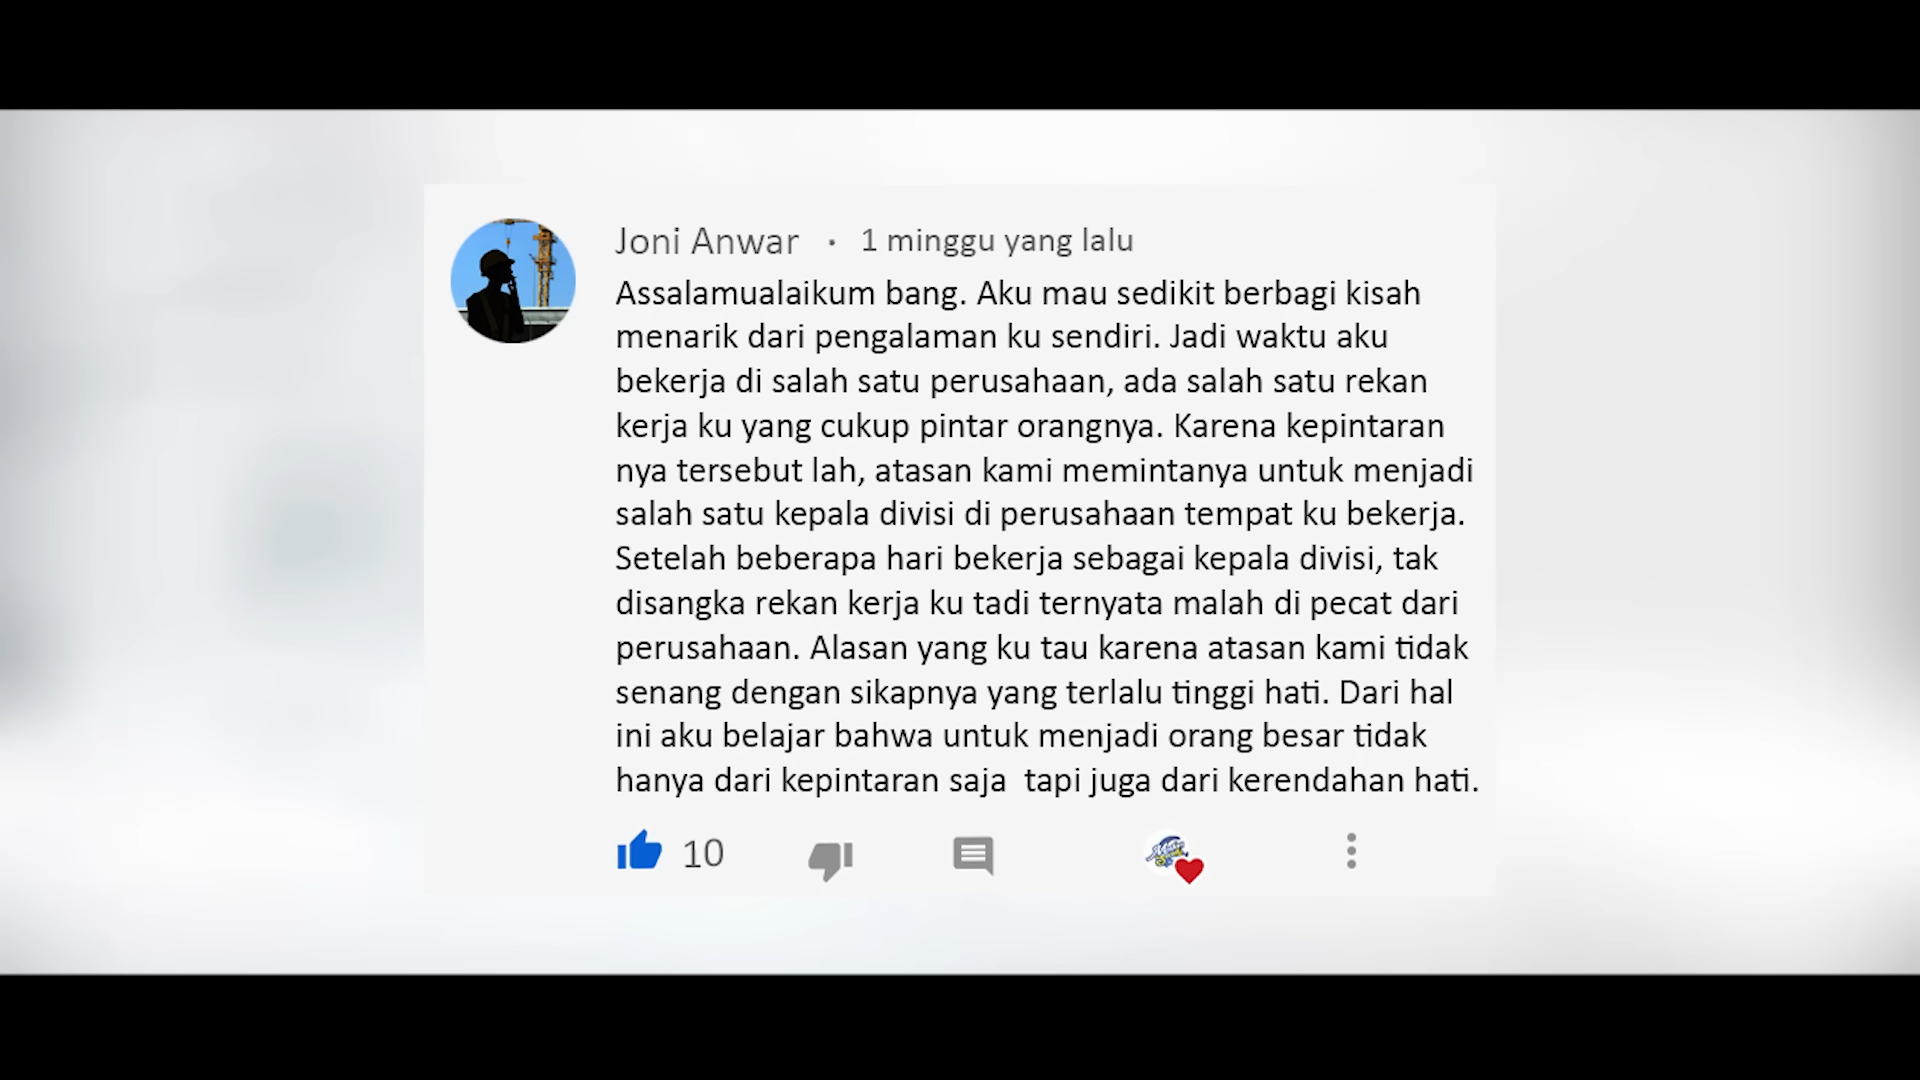 Joni Anwar · 1 minggu yang lalu
Assalamualaikum bang. Aku mau sedikit berbagi kisah
menarik dari pengalaman ku sendiri. Jadi waktu aku
bekerja di salah satu perusahaan, ada salah satu rekan
kerja ku yang cukup pintar orangnya. Karena kepintaran
nya tersebut lah, atasan kami memintanya untuk menjadi
salah satu kepala divisi di perusahaan tempat ku bekerja.
Setelah beberapa hari bekerja sebagai kepala divisi, tak
disangka rekan kerja ku tadi ternyata malah di pecat dari
perusahaan. Alasan yang ku tau karena atasan kami tidak
senang dengan sikapnya yang terlalu tinggi hati. Dari hal
ini aku belajar bahwa untuk menjadi orang besar tidak
hanya dari kepintaran saja  tapi juga dari kerendahan hati.
10